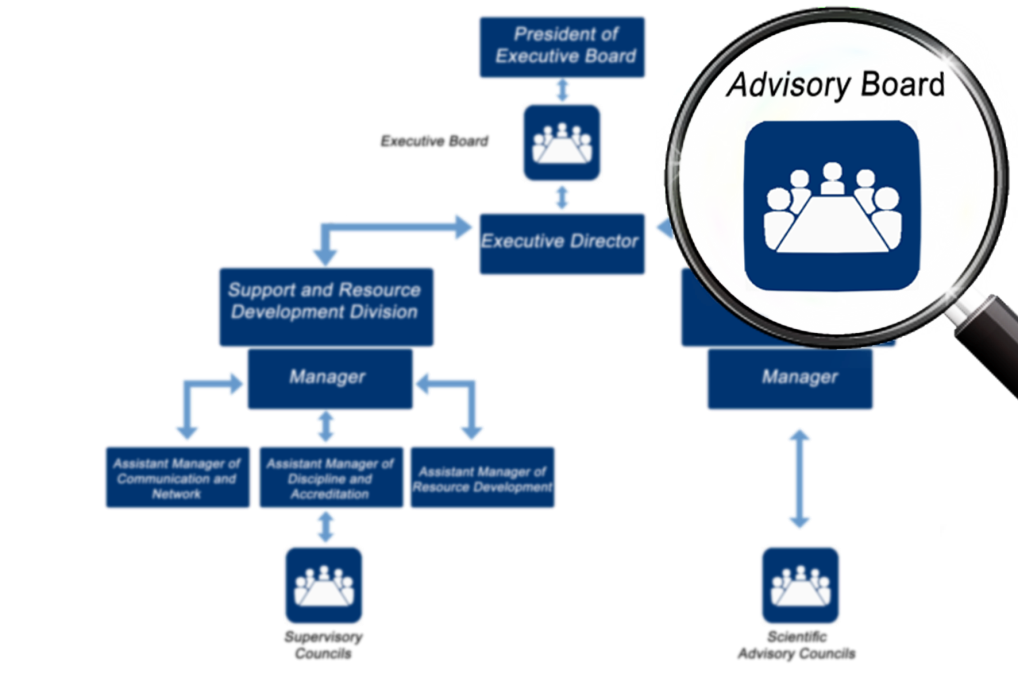 President of
Executive Board
Advisory Board
Executive Board
Executive Director
Support and Resource
Development Division
Manager
Manager
Assistant Manager of
Communication and
Network
Assistant Manager of
Discipline and
Accreditation
Assistant Manager of
Resource Development
Supervisory
Councils
Scientific
Advisory Councils